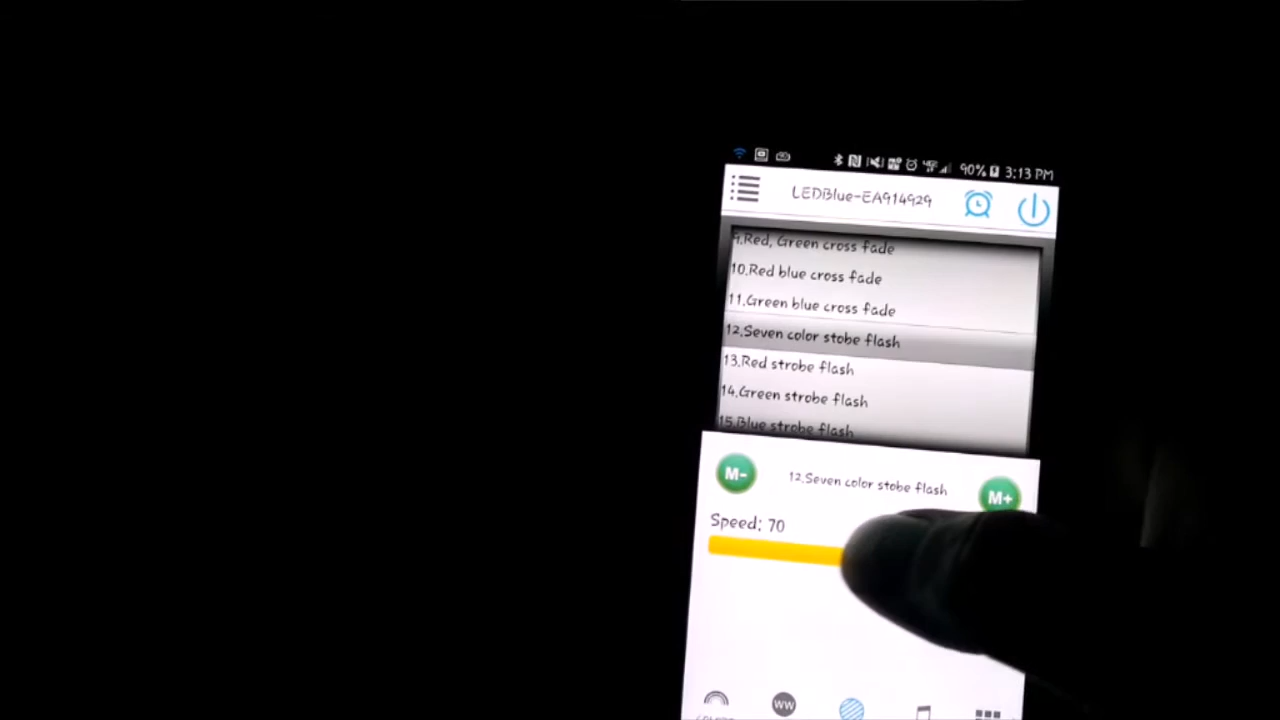 90% 3:13 PM
LEDBlue-EA914929
9.Red, Green cross fade
10.Red blue cross fade
11.Green blue cross fade
12.Seven color stobe flash
13.Red strobe flash
14.Green strobe flash
15.Blue strobe flash
M- 12.Seven color stobe flash M+
Speed: 70
WW